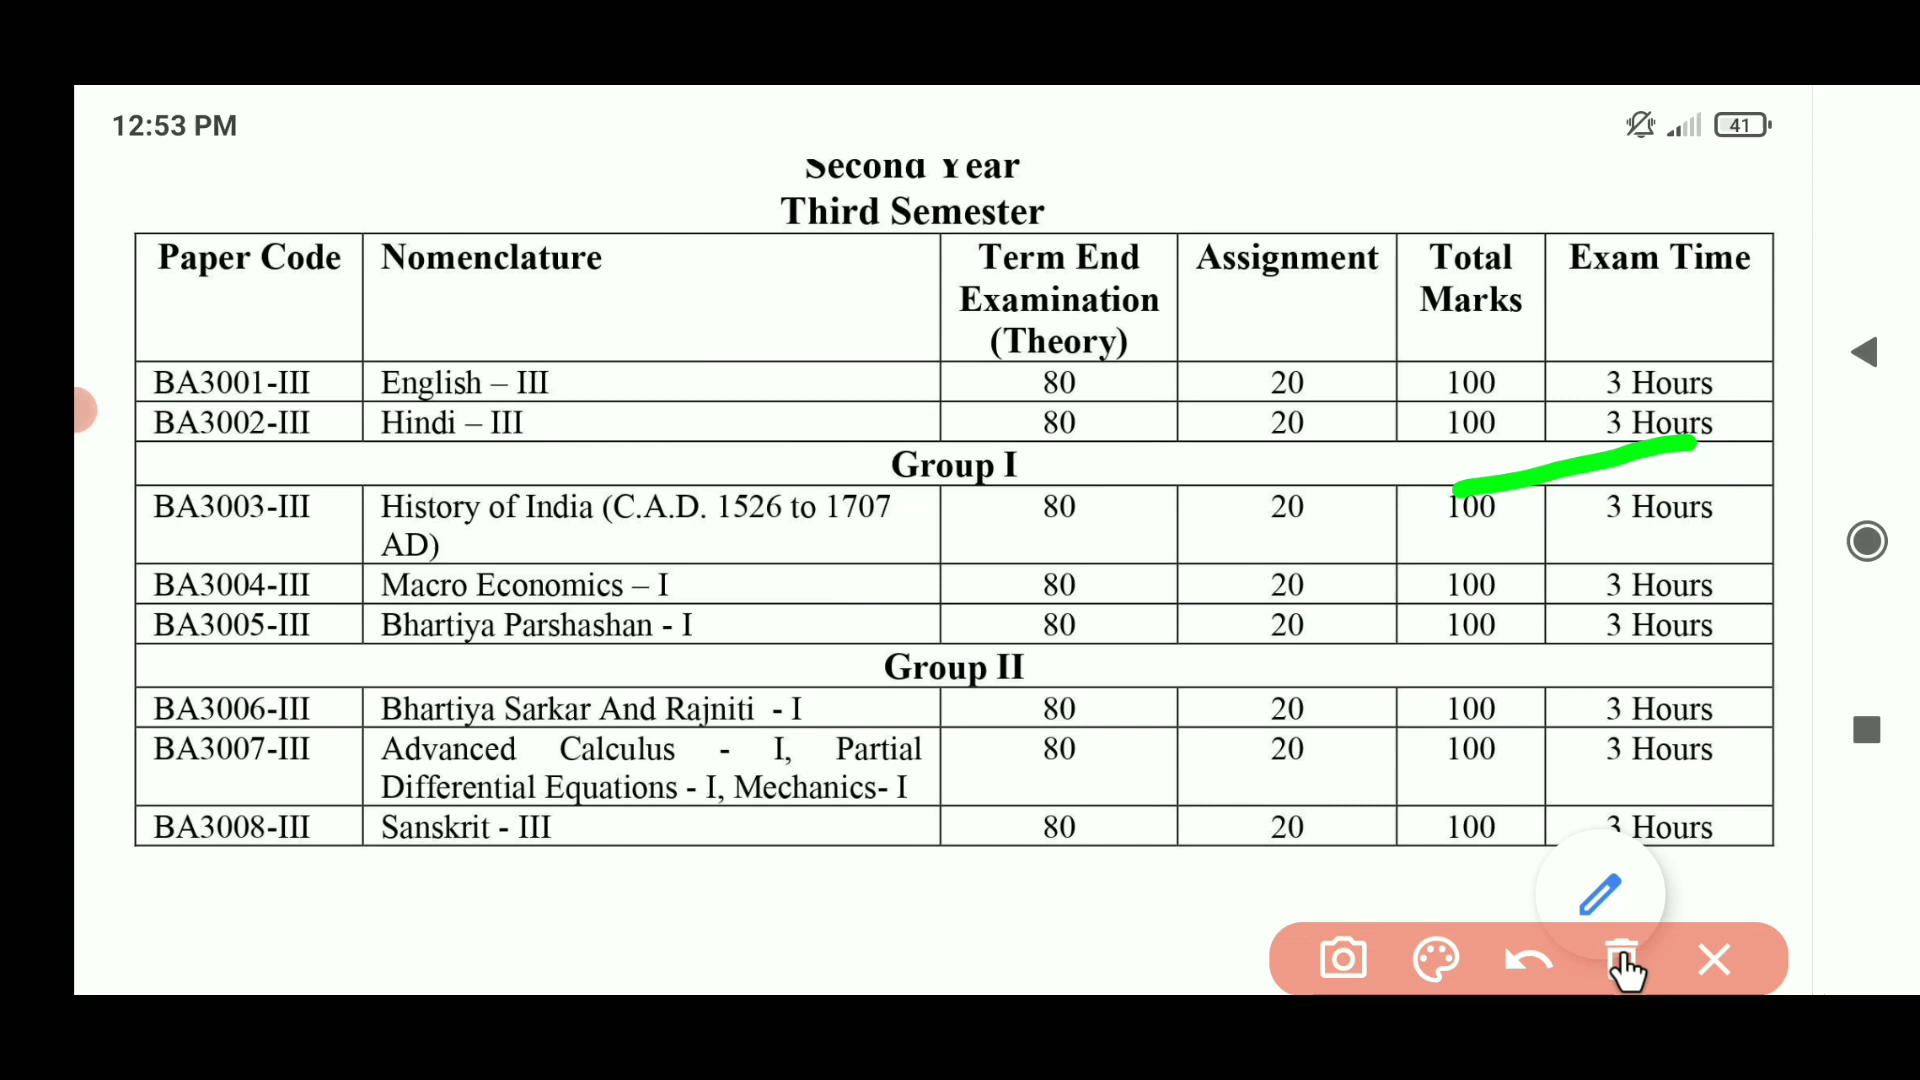 12:53 PM
41
Second Year
Third Semester
Paper Code Nomenclature Term End Examination (Theory) Assignment Total Marks Exam Time
BA3001-III English – III 80 20 100 3 Hours
BA3002-III Hindi – III 80 20 100 3 Hours
Group I
BA3003-III History of India (C.A.D. 1526 to 1707 AD) 80 20 100 3 Hours
BA3004-III Macro Economics – I 80 20 100 3 Hours
BA3005-III Bhartiya Parshashan - I 80 20 100 3 Hours
Group II
BA3006-III Bhartiya Sarkar And Rajniti - I 80 20 100 3 Hours
BA3007-III Advanced Calculus - I, Partial Differential Equations - I, Mechanics- I 80 20 100 3 Hours
BA3008-III Sanskrit - III 80 20 100 3 Hours